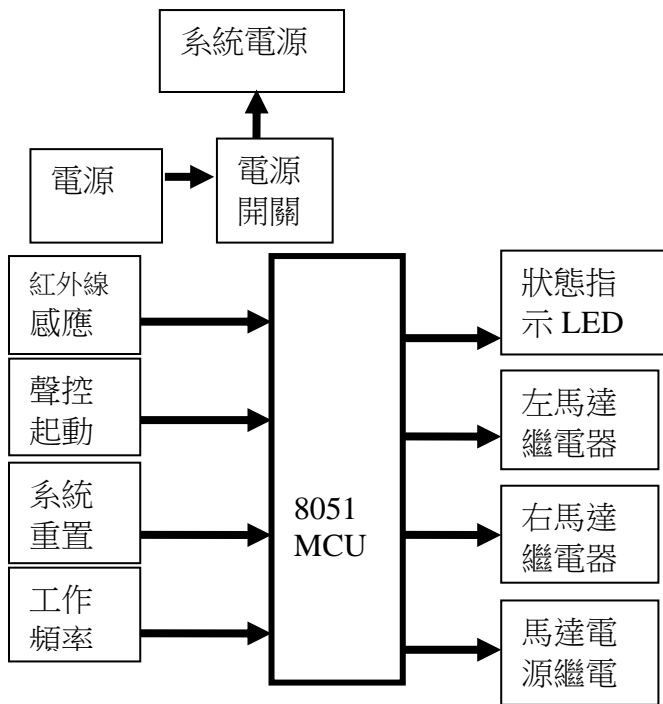 系統電源
電源
電源
開關
紅外線
感應
聲控
起動
系統
重置
工作
頻率
8051
MCU
狀態指
示 LED
左馬達
繼電器
右馬達
繼電器
馬達電
源繼電